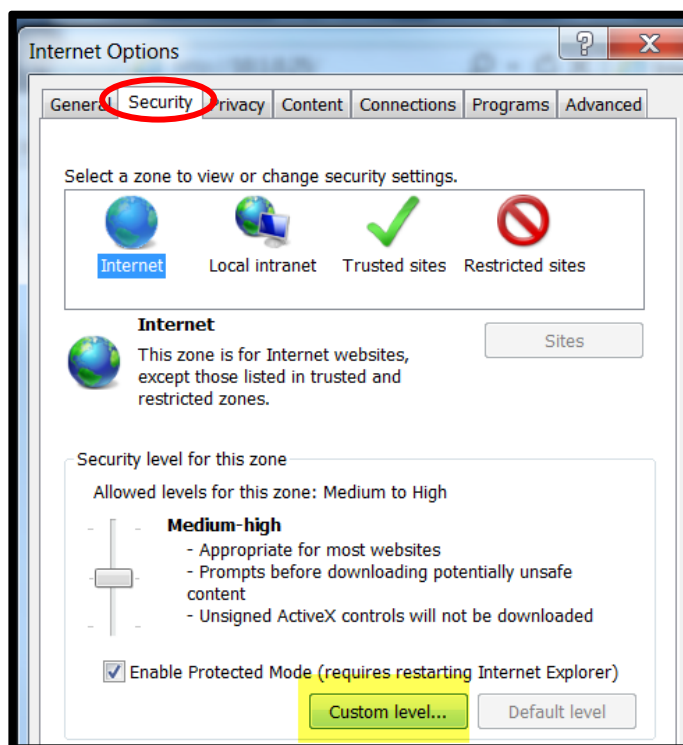 Internet Options
General Security Privacy Content Connections Programs Advanced
Select a zone to view or change security settings.
Internet Local intranet Trusted sites Restricted sites
Internet
Sites
This zone is for Internet websites,
except those listed in trusted and
restricted zones.
Security level for this zone
Allowed levels for this zone: Medium to High
Medium-high
- Appropriate for most websites
- Prompts before downloading potentially unsafe
content
- Unsigned ActiveX controls will not be downloaded
Enable Protected Mode (requires restarting Internet Explorer)
Custom level... Default level